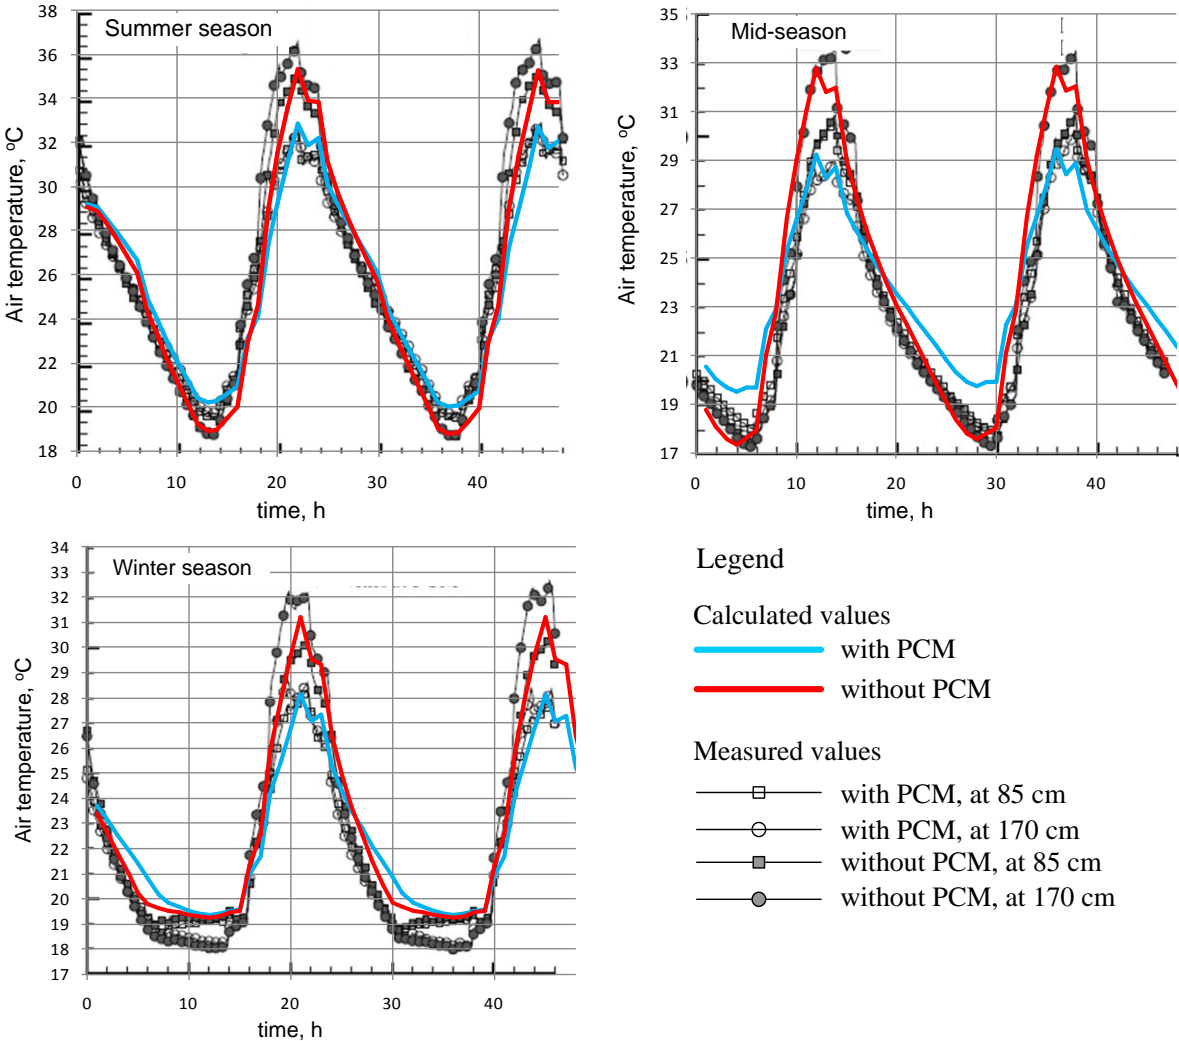 Summer season
Air temperature, ºC
38
36
34
32
30
28
26
24
22
20
18
0 10 20 30 40
time, h
Mid-season
Air temperature, ºC
35
33
31
29
27
25
23
21
19
17
0 10 20 30 40
time, h
Winter season
Air temperature, ºC
34
33
32
31
30
29
28
27
26
25
24
23
22
21
20
19
18
17
0 10 20 30 40
time, h
Legend
Calculated values
with PCM
without PCM
Measured values
with PCM, at 85 cm
with PCM, at 170 cm
without PCM, at 85 cm
without PCM, at 170 cm